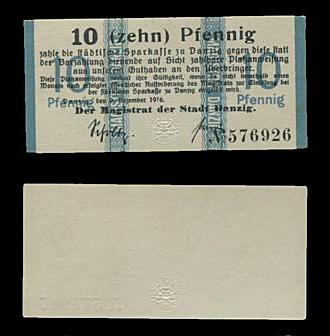 10 (zehn) Pfennig
zahle die städtische Sparkasse zu Danzig gegen diese statt
der Barzahlung dienende auf Sicht zahlbare Platzanweisung
aus unserem Guthaben an den Ueberbringer.
Diese Platzanweisung verliert ihre Gültigkeit, wenn sie nicht innerhalb eines
Monats nach erfolgter öffentlicher Aufforderung des Magistrats zur Einlösung bei
der städtischen Sparkasse zu Danzig eingelöst wird.
Danzig, den 9. Dezember 1916.
Der Magistrat der Stadt Danzig.
10 Pfennig
10 Pfennig
№ 576926